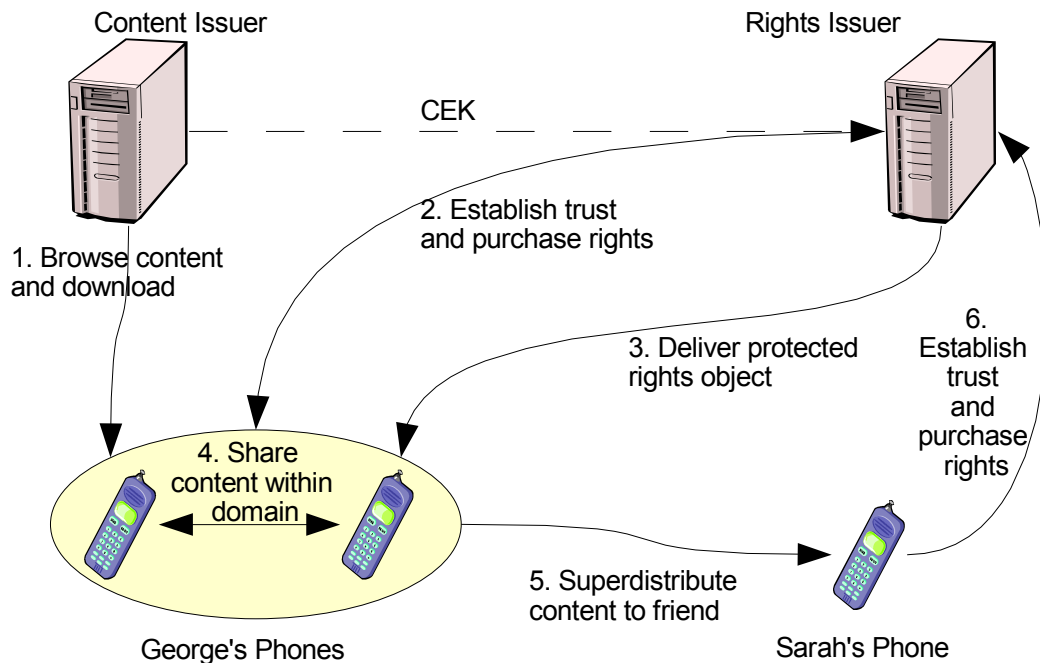 Content Issuer
Rights Issuer
CEK
2. Establish trust
and purchase rights
1. Browse content
and download
3. Deliver protected
rights object
6.
Establish
trust
and
purchase
rights
4. Share
content within
domain
5. Superdistribute
content to friend
George's Phones
Sarah's Phone